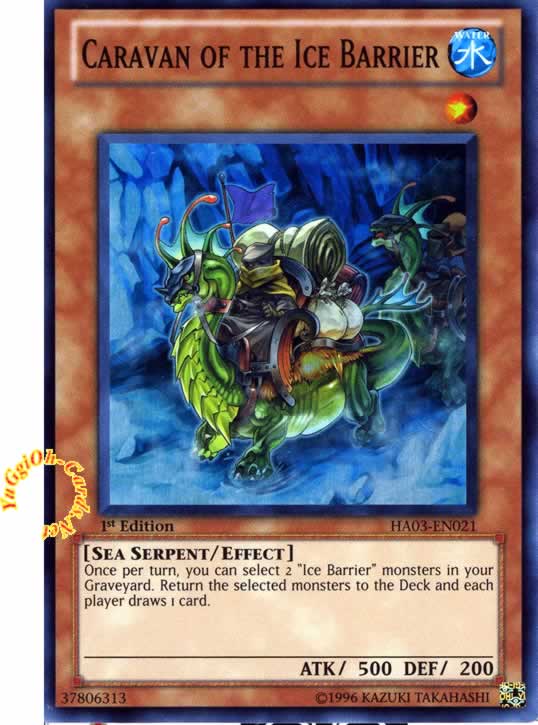 CARAVAN OF THE ICE BARRIER
WATER
水
YuGgiOh-Cards.Net
1st Edition
HA03-EN021
[SEA SERPENT/EFFECT]
Once per turn, you can select 2 "Ice Barrier" monsters in your
Graveyard. Return the selected monsters to the Deck and each
player draws 1 card.
ATK/ 500 DEF/ 200
37806313
©1996 KAZUKI TAKAHASHI